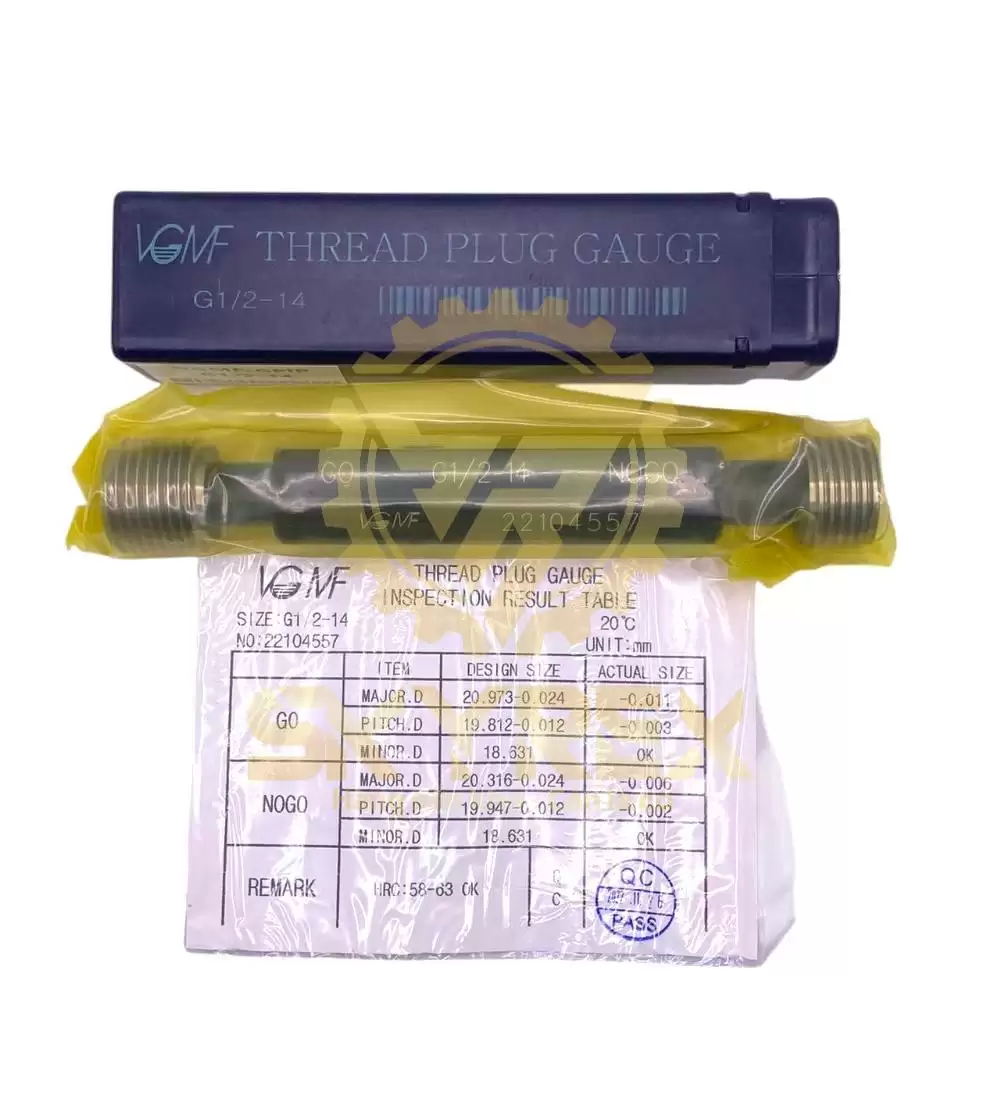 VGMF THREAD PLUG GAUGE
G1/2-14
G1/2-14
GO G1/2-14 NOGO
VGMF 22104557
VGMF THREAD PLUG GAUGE
INSPECTION RESULT TABLE
SIZE:G1/2-14 20℃
NO:22104557 UNIT:mm
ITEM DESIGN SIZE ACTUAL SIZE
GO
MAJOR.D 20.973-0.024 -0.011
PITCH.D 19.812-0.012 -0.003
MINOR.D 18.631 OK
NOGO
MAJOR.D 20.316-0.024 -0.006
PITCH.D 19.947-0.012 -0.002
MINOR.D 18.631 OK
REMARK HRC:58-63 OK QC
QC
PASS